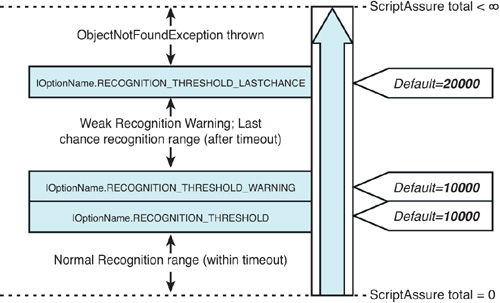 ScriptAssure total < ∞
ObjectNotFoundException thrown
IOptionName.RECOGNITION_THRESHOLD_LASTCHANCE
Default=20000
Weak Recognition Warning; Last
chance recognition range (after timeout)
IOptionName.RECOGNITION_THRESHOLD_WARNING
Default=10000
IOptionName.RECOGNITION_THRESHOLD
Default=10000
Normal Recognition range (within timeout)
ScriptAssure total = 0